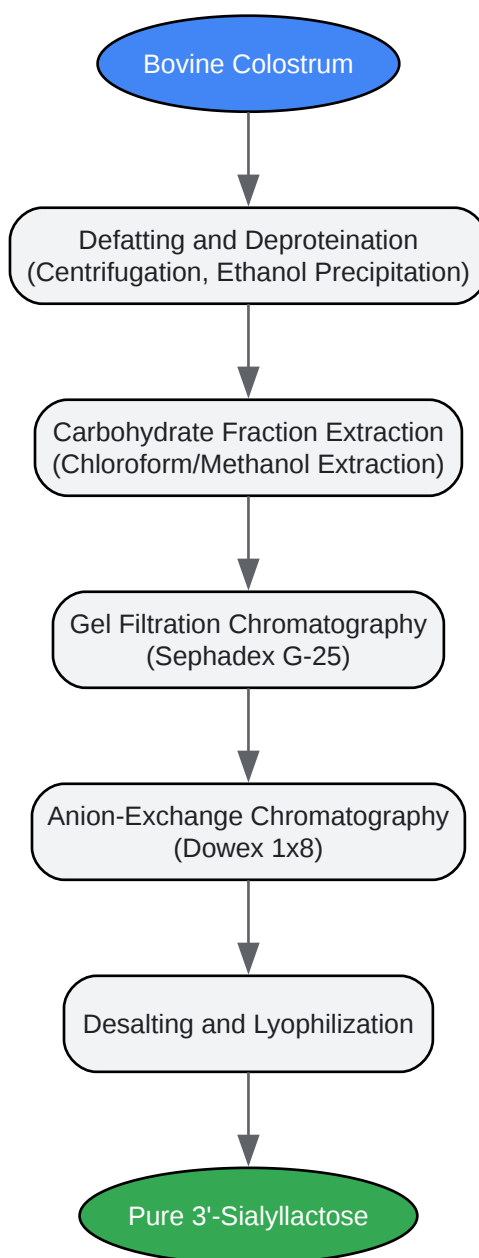 Bovine Colostrum
Defatting and Deproteination
(Centrifugation, Ethanol Precipitation)
Carbohydrate Fraction Extraction
(Chloroform/Methanol Extraction)
Gel Filtration Chromatography
(Sephadex G-25)
Anion-Exchange Chromatography
(Dowex 1x8)
Desalting and Lyophilization
Pure 3'-Sialyllactose